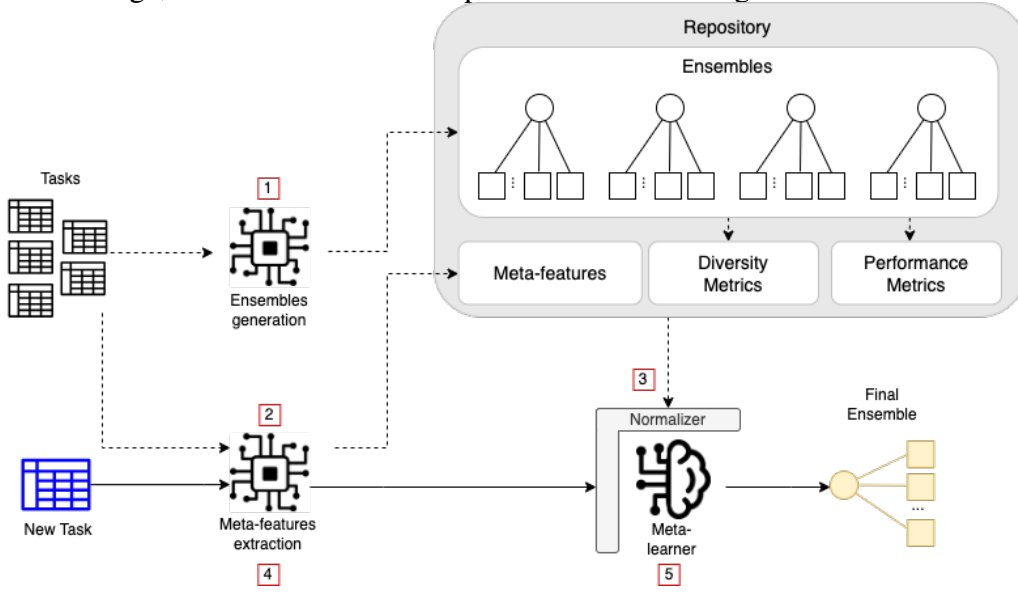 Repository
Ensembles
Tasks
1
Ensembles
generation
Meta-features
Diversity
Metrics
Performance
Metrics
3
2
Normalizer
Final
Ensemble
New Task
Meta-features
extraction
Meta-
learner
...
4
5